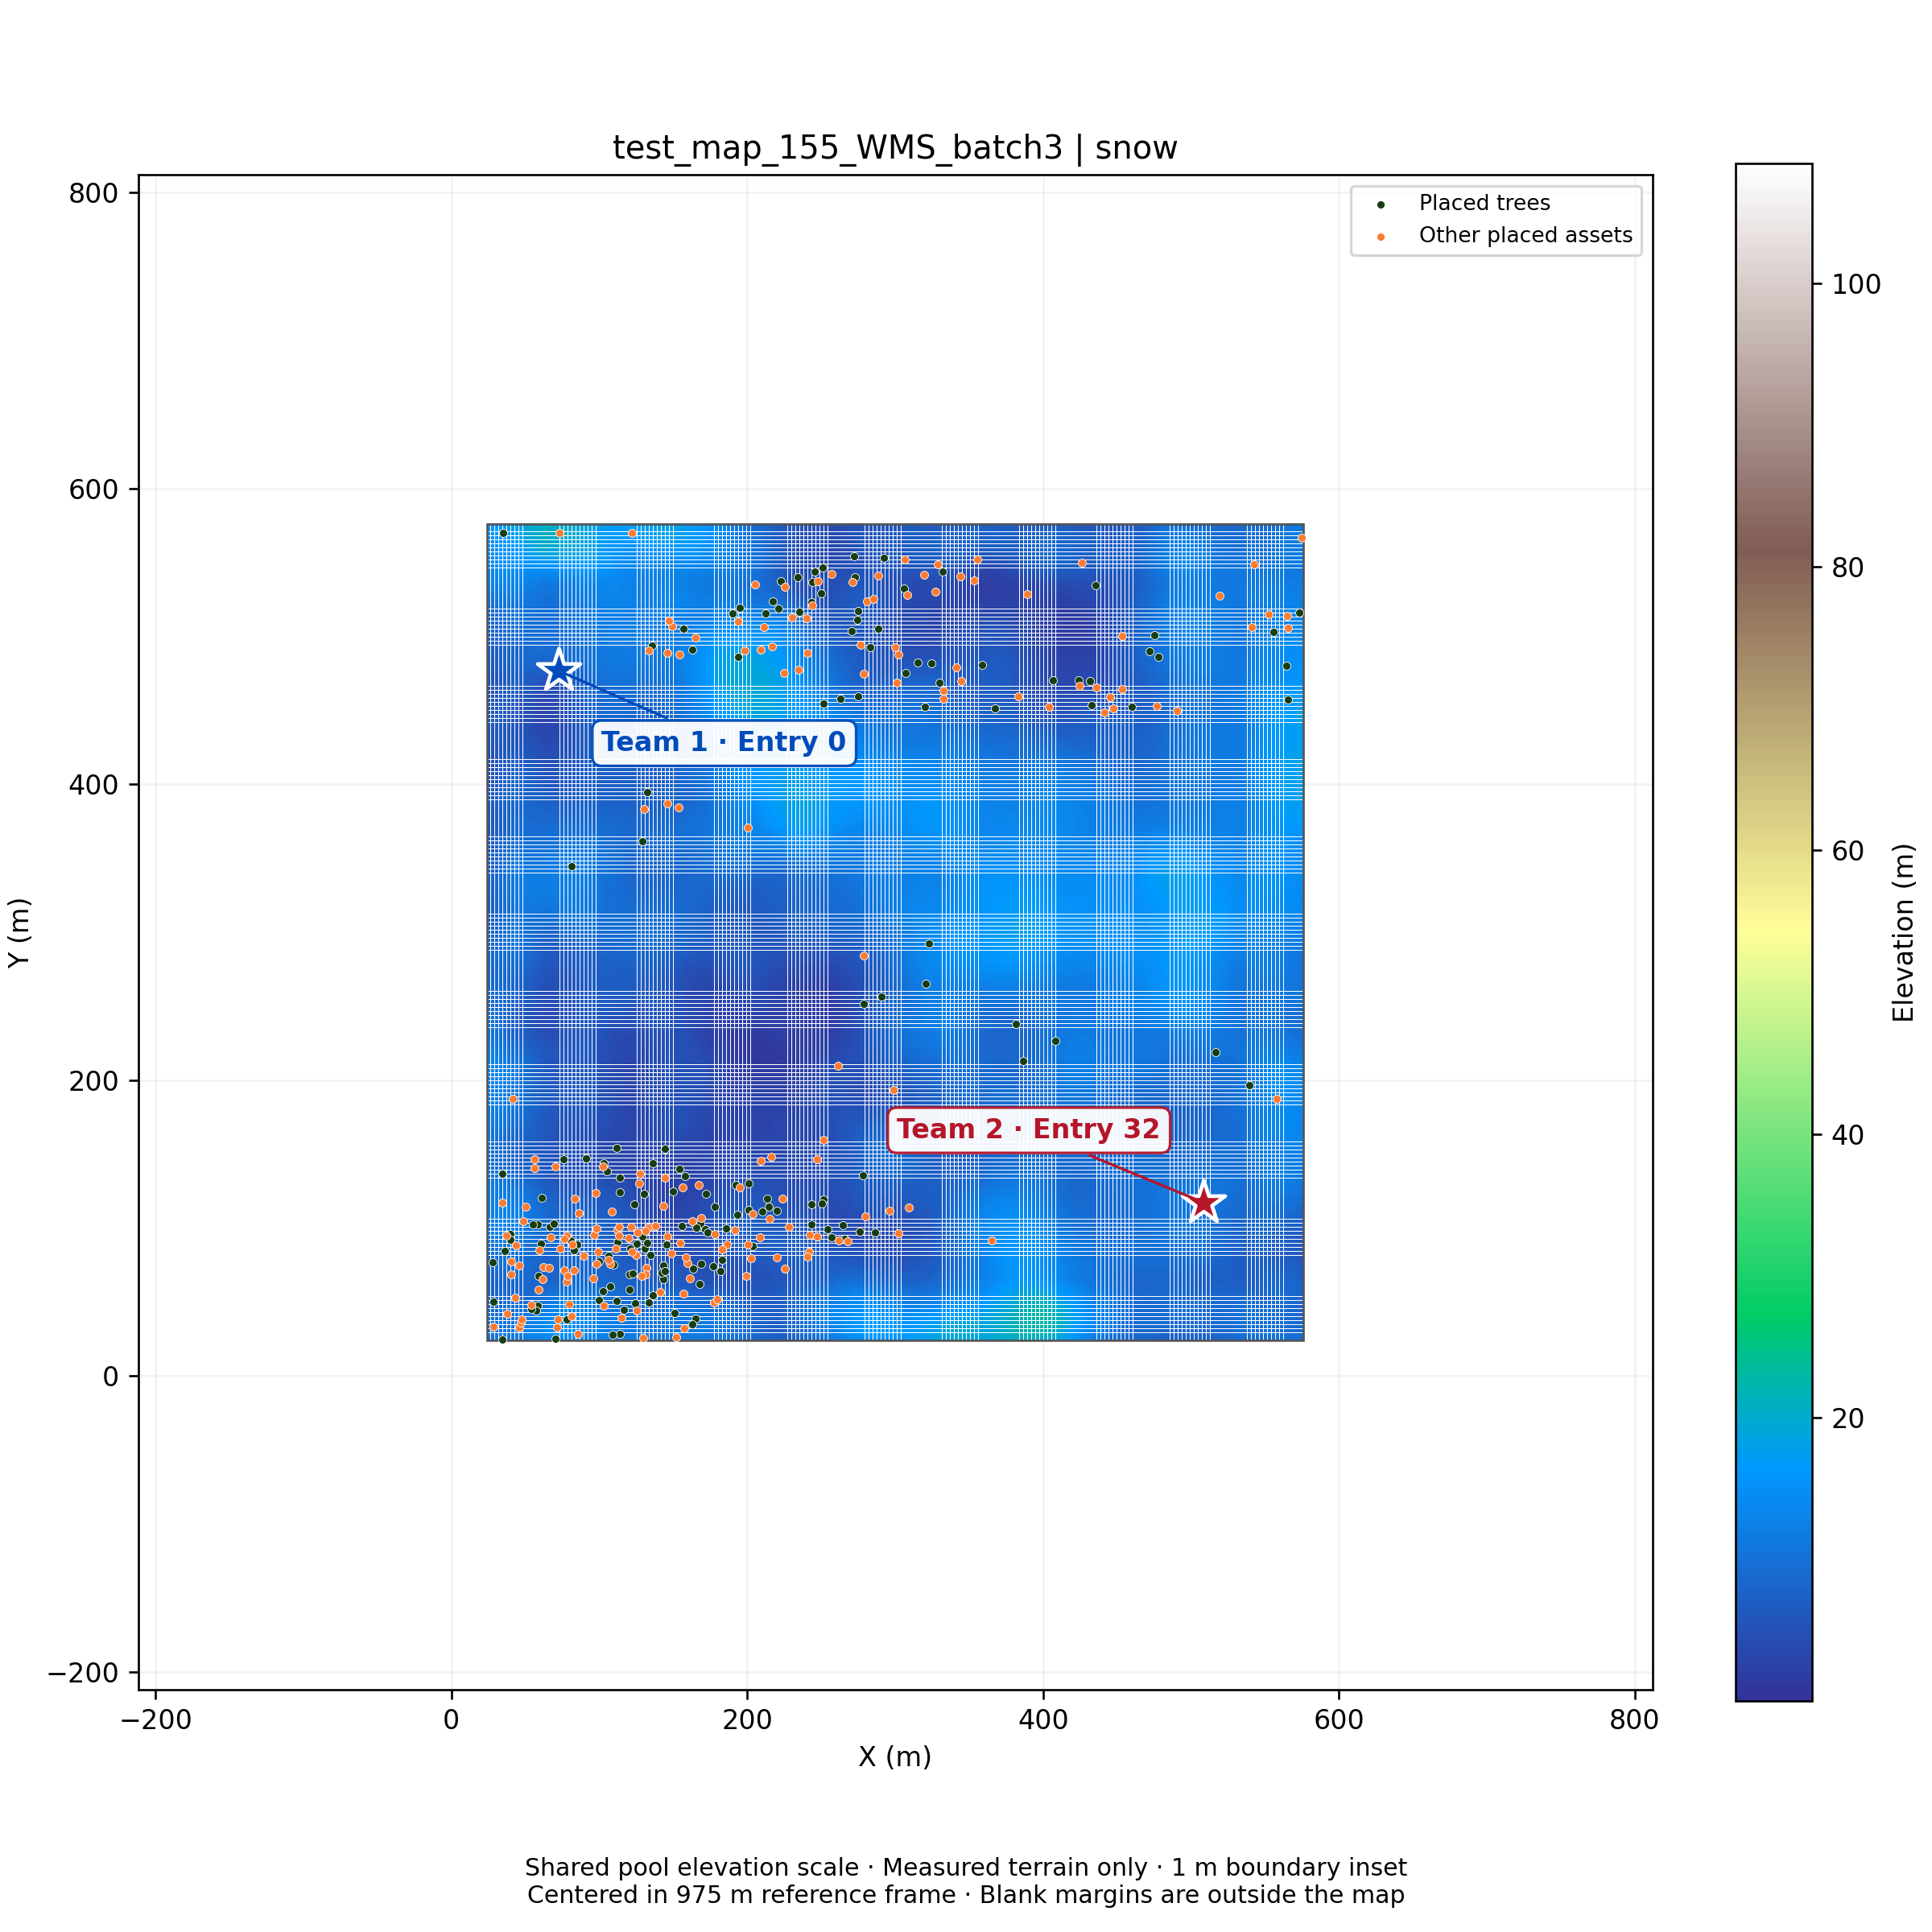 test_map_155_WMS_batch3 | snow
Placed trees
Other placed assets
800
600
400
200
0
−200
Y (m)
−200
0
200
400
600
800
X (m)
Team 1 · Entry 0
Team 2 · Entry 32
100
80
60
40
20
Elevation (m)
Shared pool elevation scale · Measured terrain only · 1 m boundary inset
Centered in 975 m reference frame · Blank margins are outside the map